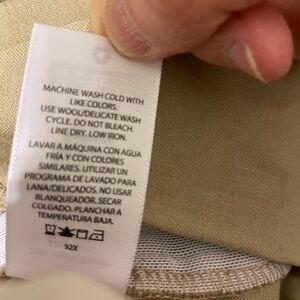 MACHINE WASH COLD WITH
LIKE COLORS.
USE WOOL/DELICATE WASH
CYCLE. DO NOT BLEACH.
LINE DRY. LOW IRON.
LAVAR A MÁQUINA CON AGUA
FRÍA Y CON COLORES
SIMILARES. UTILIZAR UN
PROGRAMA DE LAVADO PARA
LANA/DELICADOS. NO USAR
BLANQUEADOR. SECAR
COLGADO. PLANCHAR A
TEMPERATURA BAJA.
92X